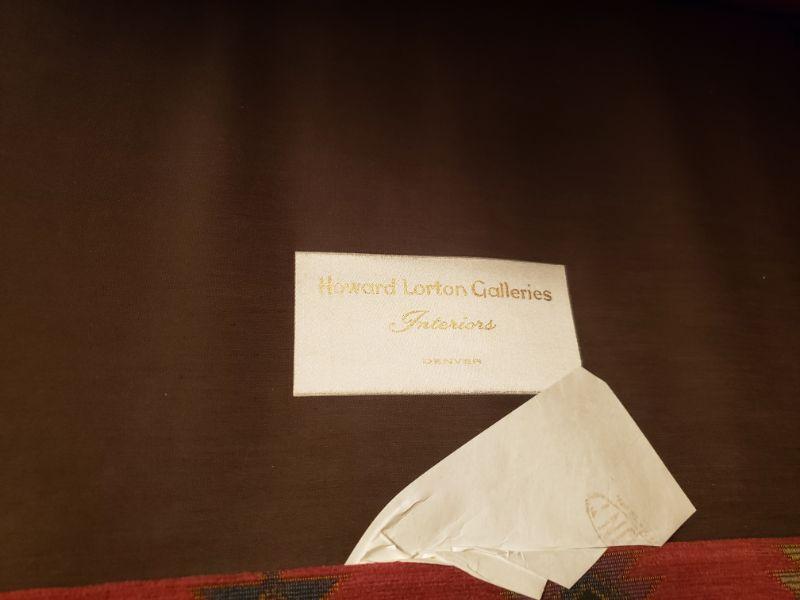 Howard Lorton Galleries
Interiors
DENVER